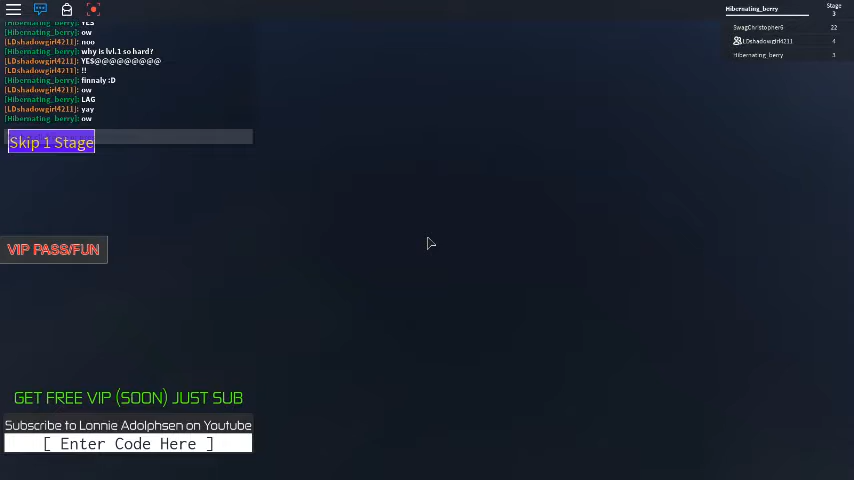 Hibernating_berry
Stage
3
SwagChristopher6 22
LDshadowgirl4211 4
Hibernating_berry 3
[Hibernating_berry]: YES
[Hibernating_berry]: ow
[LDshadowgirl4211]: noo
[Hibernating_berry]: why is lvl.1 so hard?
[LDshadowgirl4211]: YES@@@@@@@@@
[LDshadowgirl4211]: !!
[Hibernating_berry]: finnaly :D
[LDshadowgirl4211]: ow
[Hibernating_berry]: LAG
[LDshadowgirl4211]: yay
[Hibernating_berry]: ow
Skip 1 Stage
VIP PASS/FUN
GET FREE VIP (SOON) JUST SUB
Subscribe to Lonnie Adolphsen on Youtube
[ Enter Code Here ]